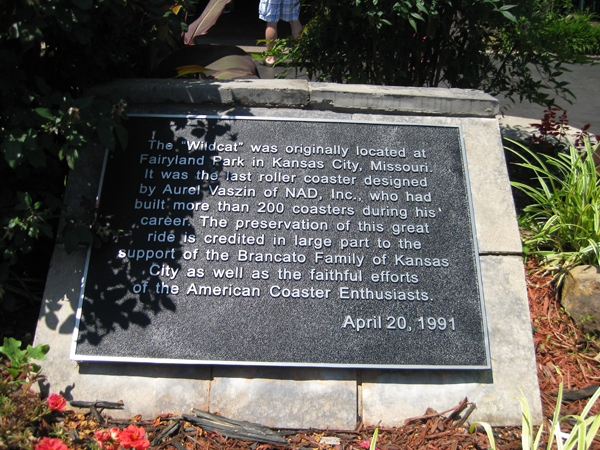 The "Wildcat" was originally located at
Fairyland Park in Kansas City, Missouri.
It was the last roller coaster designed
by Aurel Vaszin of NAD, Inc., who had
built more than 200 coasters during his
career. The preservation of this great
ride is credited in large part to the
support of the Brancato Family of Kansas
City as well as the faithful efforts
of the American Coaster Enthusiasts.
April 20, 1991